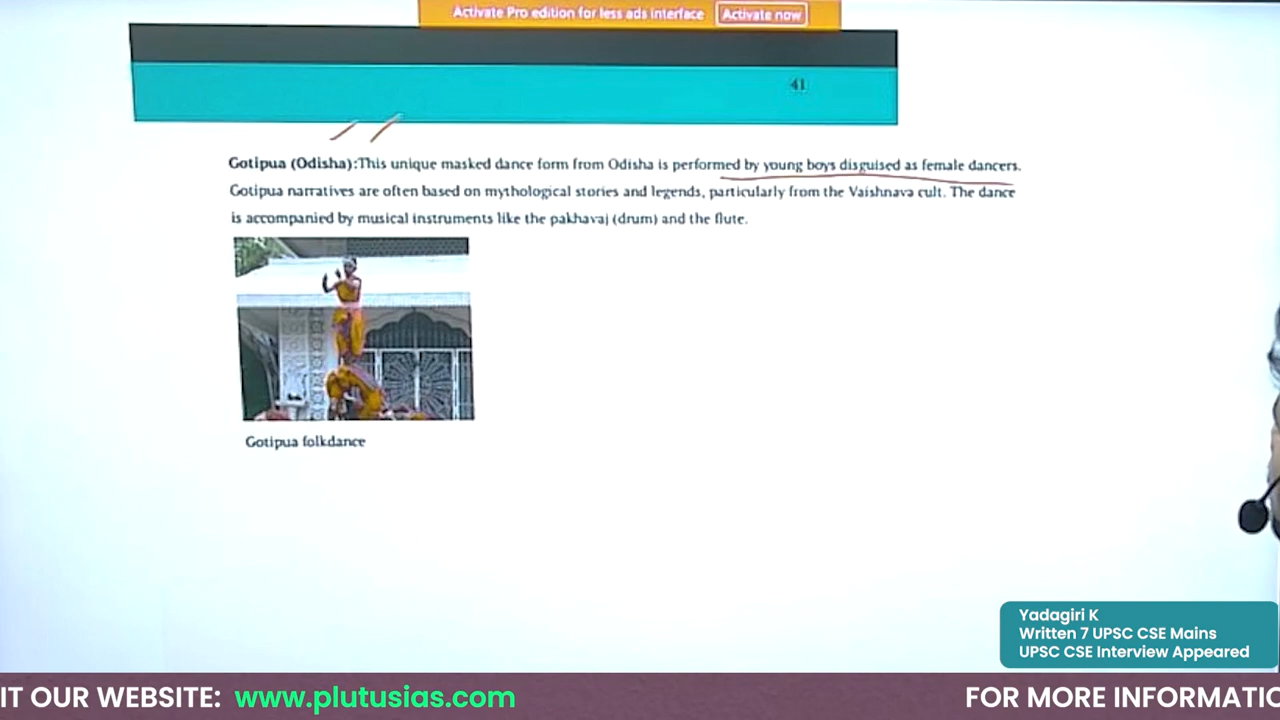 Activate Pro edition for less ads interface Activate now
41
Gotipua (Odisha):This unique masked dance form from Odisha is performed by young boys disguised as female dancers.
Gotipua narratives are often based on mythological stories and legends, particularly from the Vaishnava cult. The dance
is accompanied by musical instruments like the pakhavaj (drum) and the flute.
Gotipua folkdance
Yadagiri K
Written 7 UPSC CSE Mains
UPSC CSE Interview Appeared
IT OUR WEBSITE: www.plutusias.com FOR MORE INFORMATIO